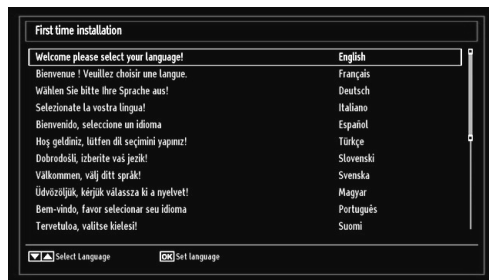 First time installation
Welcome please select your language! English
Bienvenue ! Veuillez choisir une langue. Français
Wählen Sie bitte Ihre Sprache aus! Deutsch
Selezionate la vostra lingua! Italiano
Bienvenido, seleccione un idioma Español
Hoş geldiniz, lütfen dil seçimini yapınız! Türkçe
Dobrodošli, izberite vaš jezik! Slovenski
Välkommen, välj ditt språk! Svenska
Üdvözöljük, kérjük válassza ki a nyelvet! Magyar
Bem-vindo, favor selecionar seu idioma Português
Tervetuloa, valitse kielesi! Suomi
Select Language OK Set language